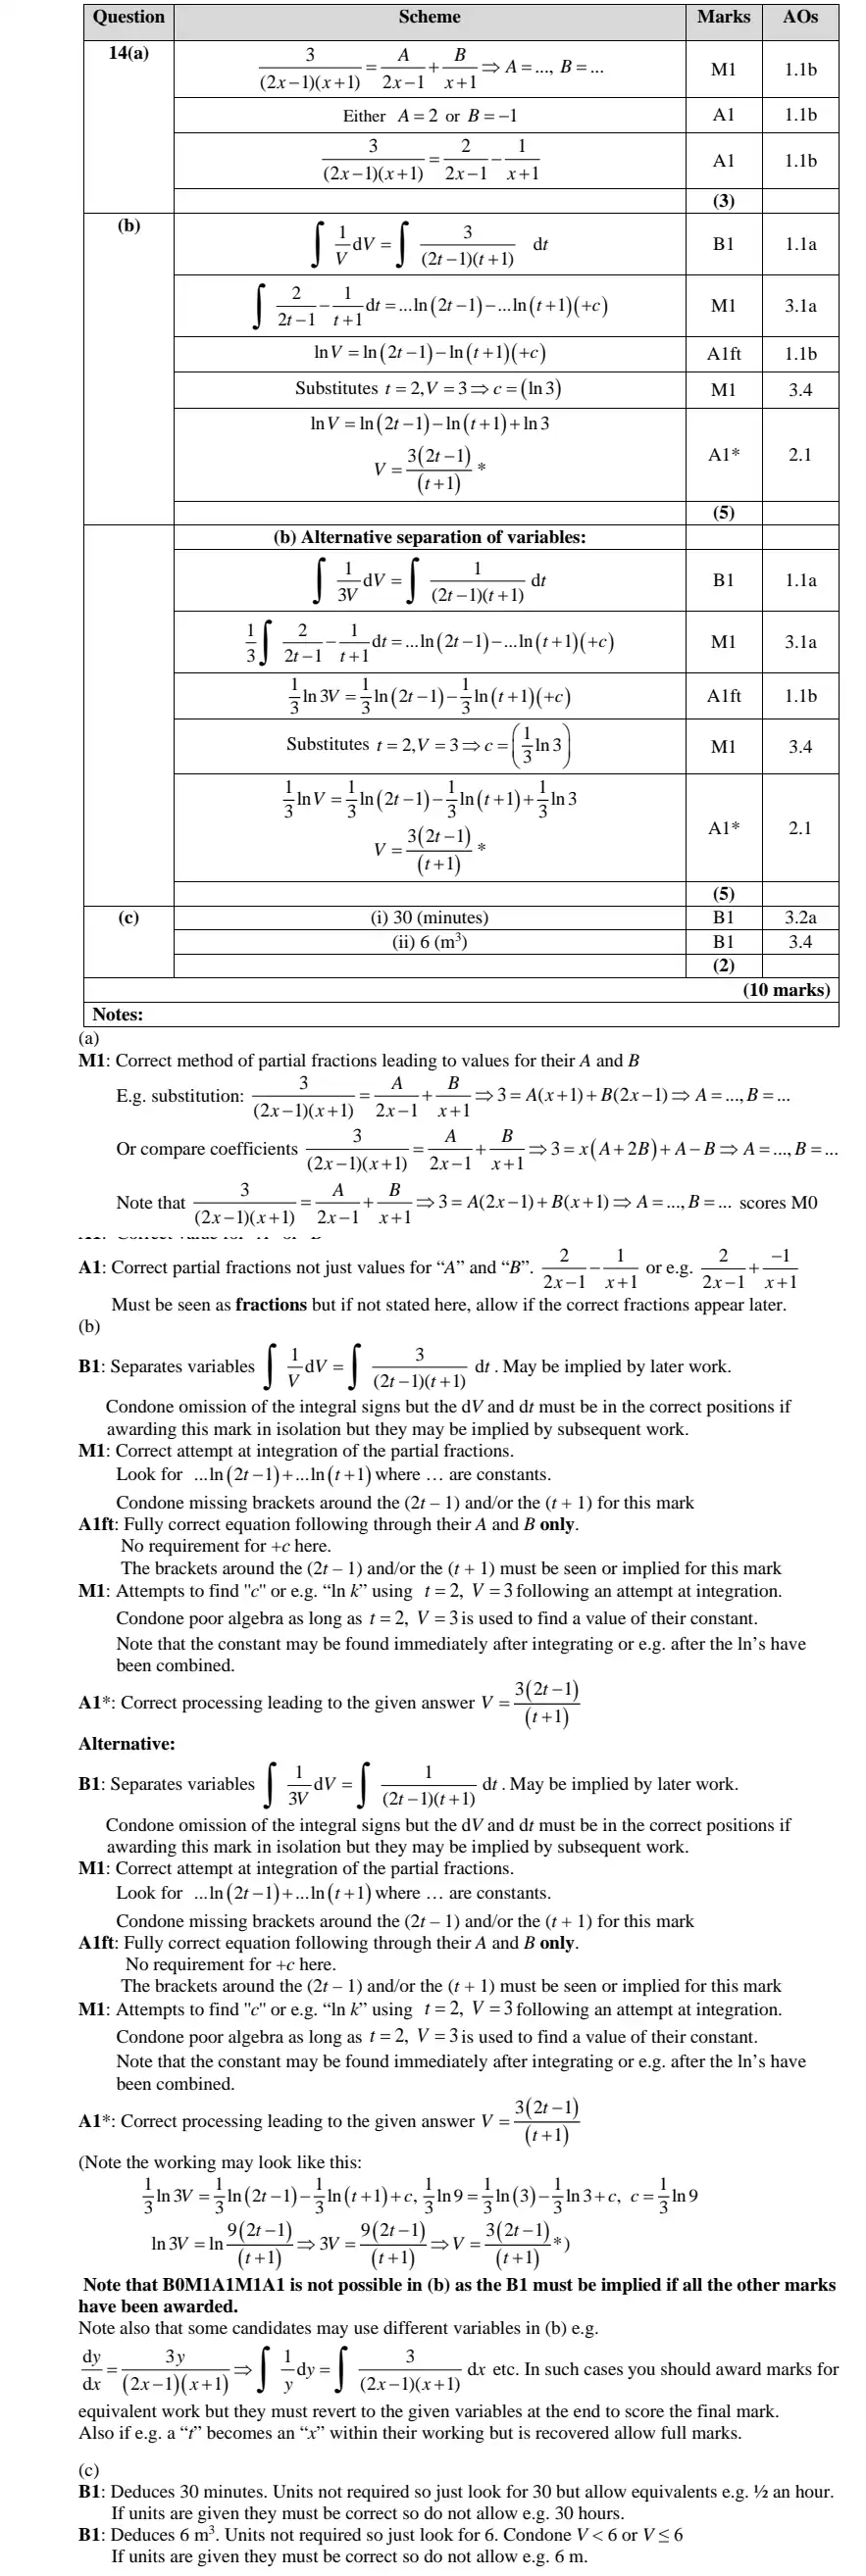 Question Scheme Marks AOs
14(a) 3/((2x−1)(x+1)) = A/(2x−1) + B/(x+1) ⇒ A = ..., B = ... M1 1.1b
Either A = 2 or B = −1 A1 1.1b
3/((2x−1)(x+1)) = 2/(2x−1) − 1/(x+1) A1 1.1b
(3)
(b) ∫ 1/V dV = ∫ 3/((2t−1)(t+1)) dt B1 1.1a
∫ 2/(2t−1) − 1/(t+1) dt = ...ln(2t−1) − ...ln(t+1)(+c) M1 3.1a
ln V = ln(2t−1) − ln(t+1)(+c) A1ft 1.1b
Substitutes t = 2, V = 3 ⇒ c = (ln 3) M1 3.4
ln V = ln(2t−1) − ln(t+1) + ln 3
V = 3(2t−1)/(t+1) * A1* 2.1
(5)
(b) Alternative separation of variables:
∫ 1/(3V) dV = ∫ 1/((2t−1)(t+1)) dt B1 1.1a
1/3 ∫ 2/(2t−1) − 1/(t+1) dt = ...ln(2t−1) − ...ln(t+1)(+c) M1 3.1a
1/3 ln 3V = 1/3 ln(2t−1) − 1/3 ln(t+1)(+c) A1ft 1.1b
Substitutes t = 2, V = 3 ⇒ c = (1/3 ln 3) M1 3.4
1/3 ln V = 1/3 ln(2t−1) − 1/3 ln(t+1) + 1/3 ln 3
V = 3(2t−1)/(t+1) * A1* 2.1
(5)
(c) (i) 30 (minutes) B1 3.2a
(ii) 6 (m³) B1 3.4
(2)
(10 marks)
Notes:
(a)
M1: Correct method of partial fractions leading to values for their A and B
E.g. substitution: 3/((2x−1)(x+1)) = A/(2x−1) + B/(x+1) ⇒ 3 = A(x+1) + B(2x−1) ⇒ A = ..., B = ...
Or compare coefficients 3/((2x−1)(x+1)) = A/(2x−1) + B/(x+1) ⇒ 3 = x(A+2B) + A − B ⇒ A = ..., B = ...
Note that 3/((2x−1)(x+1)) = A/(2x−1) + B/(x+1) ⇒ 3 = A(2x−1) + B(x+1) ⇒ A = ..., B = ... scores M0
A1: Correct partial fractions not just values for “A” and “B”. 2/(2x−1) − 1/(x+1) or e.g. 2/(2x−1) + −1/(x+1)
Must be seen as fractions but if not stated here, allow if the correct fractions appear later.
(b)
B1: Separates variables ∫ 1/V dV = ∫ 3/((2t−1)(t+1)) dt . May be implied by later work.
Condone omission of the integral signs but the dV and dt must be in the correct positions if
awarding this mark in isolation but they may be implied by subsequent work.
M1: Correct attempt at integration of the partial fractions.
Look for ...ln(2t−1) + ...ln(t+1) where … are constants.
Condone missing brackets around the (2t – 1) and/or the (t + 1) for this mark
A1ft: Fully correct equation following through their A and B only.
No requirement for +c here.
The brackets around the (2t – 1) and/or the (t + 1) must be seen or implied for this mark
M1: Attempts to find "c" or e.g. “ln k” using t = 2, V = 3 following an attempt at integration.
Condone poor algebra as long as t = 2, V = 3 is used to find a value of their constant.
Note that the constant may be found immediately after integrating or e.g. after the ln’s have
been combined.
A1*: Correct processing leading to the given answer V = 3(2t−1)/(t+1)
Alternative:
B1: Separates variables ∫ 1/(3V) dV = ∫ 1/((2t−1)(t+1)) dt . May be implied by later work.
Condone omission of the integral signs but the dV and dt must be in the correct positions if
awarding this mark in isolation but they may be implied by subsequent work.
M1: Correct attempt at integration of the partial fractions.
Look for ...ln(2t−1) + ...ln(t+1) where … are constants.
Condone missing brackets around the (2t – 1) and/or the (t + 1) for this mark
A1ft: Fully correct equation following through their A and B only.
No requirement for +c here.
The brackets around the (2t – 1) and/or the (t + 1) must be seen or implied for this mark
M1: Attempts to find "c" or e.g. “ln k” using t = 2, V = 3 following an attempt at integration.
Condone poor algebra as long as t = 2, V = 3 is used to find a value of their constant.
Note that the constant may be found immediately after integrating or e.g. after the ln’s have
been combined.
A1*: Correct processing leading to the given answer V = 3(2t−1)/(t+1)
(Note the working may look like this:
1/3 ln 3V = 1/3 ln(2t−1) − 1/3 ln(t+1) + c, 1/3 ln 9 = 1/3 ln(3) − 1/3 ln 3 + c, c = 1/3 ln 9
ln 3V = ln 9(2t−1)/(t+1) ⇒ 3V = 9(2t−1)/(t+1) ⇒ V = 3(2t−1)/(t+1) *)
Note that B0M1A1M1A1 is not possible in (b) as the B1 must be implied if all the other marks
have been awarded.
Note also that some candidates may use different variables in (b) e.g.
dy/dx = 3y/((2x−1)(x+1)) ⇒ ∫ 1/y dy = ∫ 3/((2x−1)(x+1)) dx etc. In such cases you should award marks for
equivalent work but they must revert to the given variables at the end to score the final mark.
Also if e.g. a “t” becomes an “x” within their working but is recovered allow full marks.
(c)
B1: Deduces 30 minutes. Units not required so just look for 30 but allow equivalents e.g. ½ an hour.
If units are given they must be correct so do not allow e.g. 30 hours.
B1: Deduces 6 m³. Units not required so just look for 6. Condone V < 6 or V ≤ 6
If units are given they must be correct so do not allow e.g. 6 m.